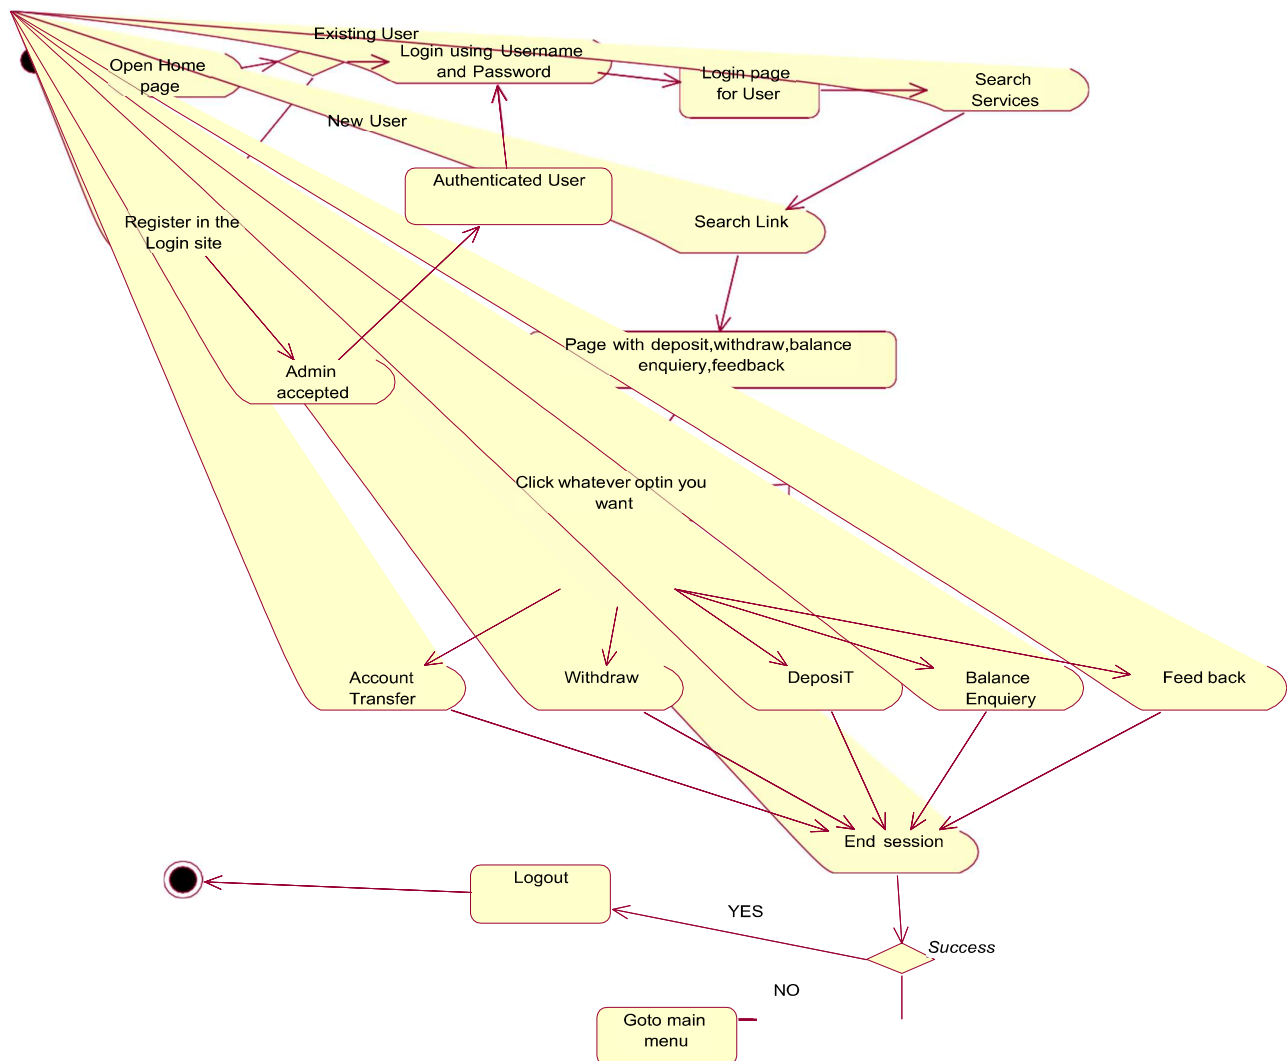 Existing User
Open Home
page
Login using Username
and Password
Login page
for User
Search
Services
New User
Authenticated User
Register in the
Login site
Search Link
Page with deposit,withdraw,balance
enquiery,feedback
Admin
accepted
Click whatever optin you
want
Account
Transfer
Withdraw
DeposiT
Balance
Enquiery
Feed back
End session
Logout
YES
Success
NO
Goto main
menu